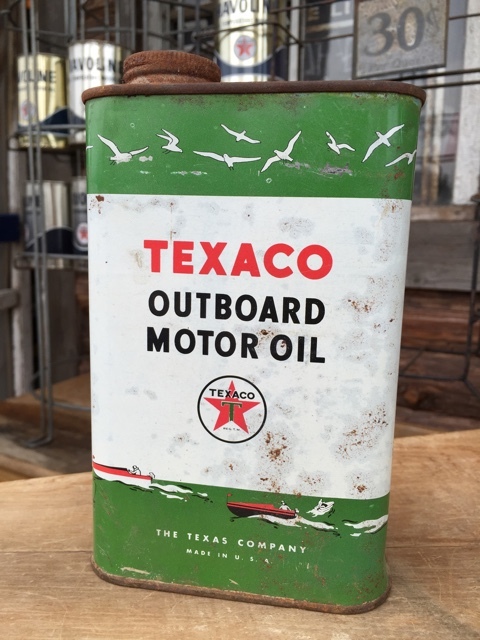 30¢
TEXACO
OUTBOARD
MOTOR OIL
TEXACO
T
THE TEXAS COMPANY
MADE IN U. S. A.